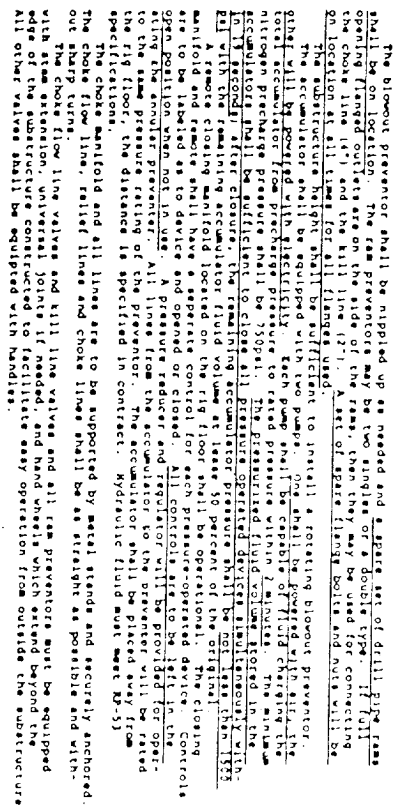 The blowout preventor shall be nippled up as needed and a spare set of drill pipe rams
shall be on location. The ram preventors may be two singles or a double type. If full
opening flanged outlets are on the side of the rams, then they may be used for connecting
the choke line (4") and the kill line (2"). A set of spare flange bolts and nuts will be
on location at all times for all flanges used.
The substructure height shall be sufficient to install a rotating blowout preventor.
The accumulator shall be equipped with two pumps. One shall be powered with air, the
other will be powered with electricity. Each pump shall be capable of fluid charging the
total accumulator from precharge pressure to rated pressure within 2 minutes. The minimum
nitrogen precharge pressure shall be 750psi. The pressurized fluid volume stored in the
accumulators shall be sufficient to close all pressure operated devices simultaneously with-
in seconds after closure, the remaining accumulator pressure shall be not less than 1500
psi with the remaining accumulator fluid volume at lease 50 percent of the original
A remote closing manifold located on the rig floor shall be operational. The closing
manifold and remote shall have a seperate control for each pressure-operated device. Controls
are to be labeled as to device and opened or closed. All controls are to be left in the
open position when not in use. A pressure reducer and regulator will be provided for oper-
ating the annular preventor. All lines from the accumulator to the preventor will be rated
to the same pressure rating of the preventor. The accumulator shall be placed away from
the rig floor, the distance is specified in contract. Hydraulic fluid must meet RP-53
specifications.
The choke manifold and all lines are to be supported by metal stands and securely anchored.
The choke flow line, relief lines and choke lines shall be as straight as possible and with-
out sharp turns.
The choke flow line valves and kill line valves and all ram preventors must be equipped
with stem extension, universal joints if needed, and hand wheels which extend beyond the
edge of the substructure constructed to facilitate easy operation from outside the substructure
All other valves shall be equipped with handles.